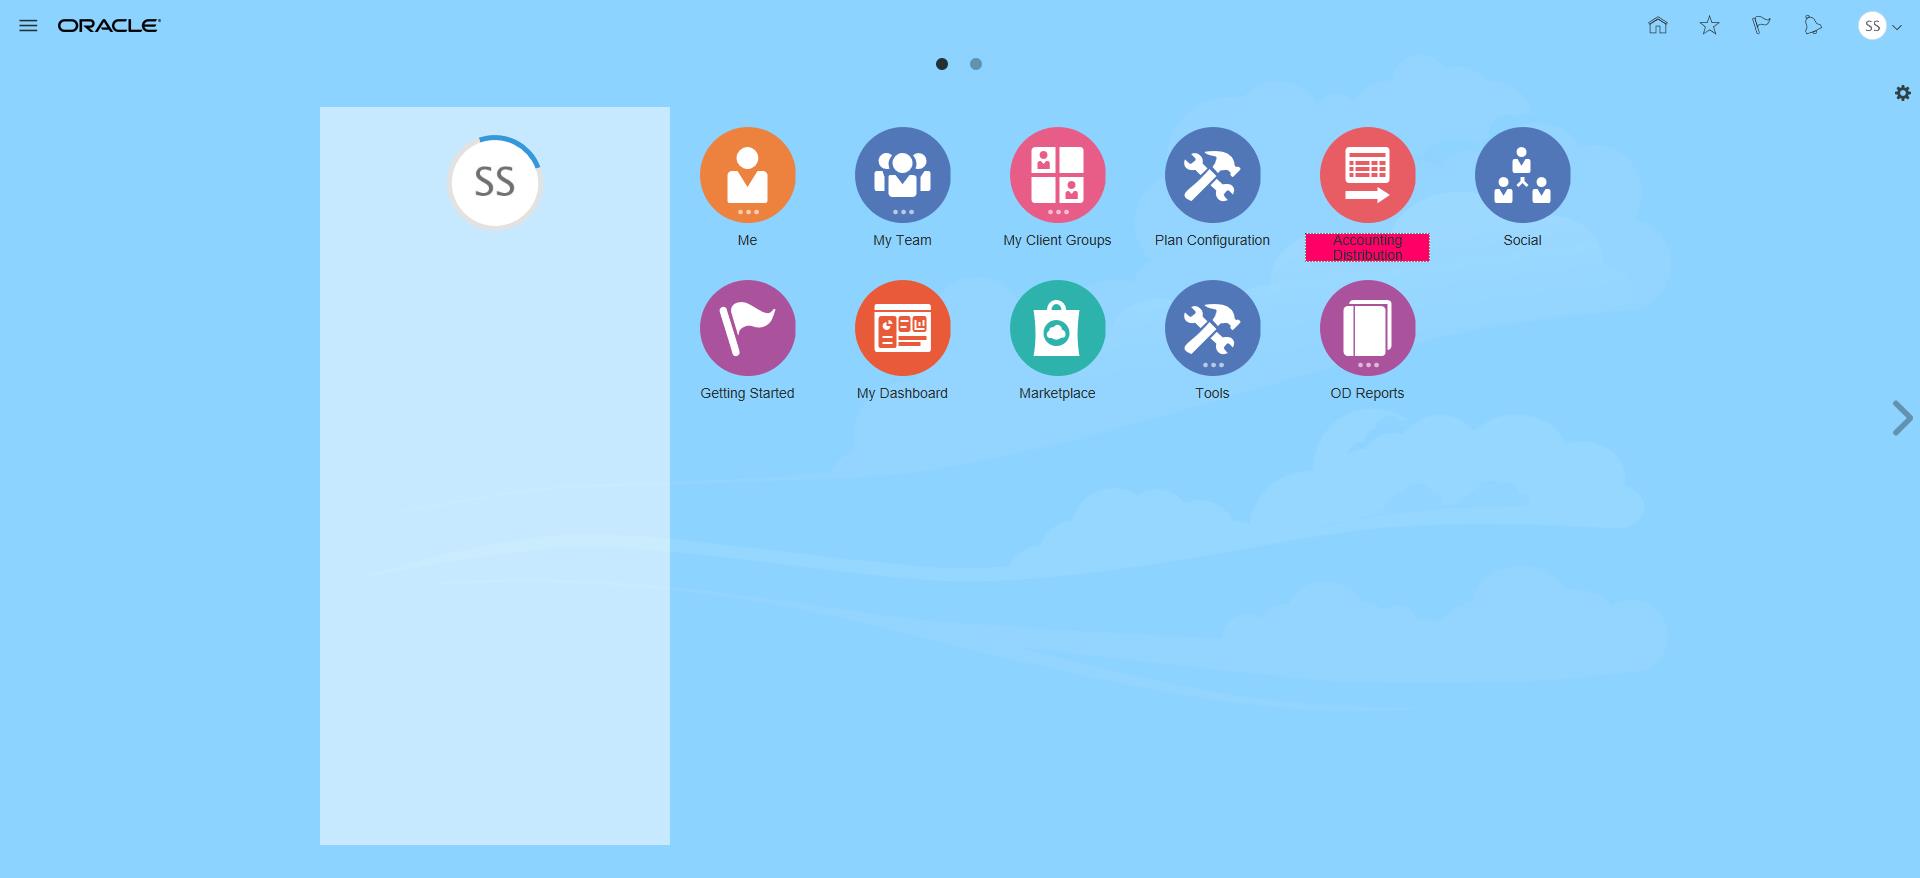 ORACLE
SS
SS
Me
My Team
My Client Groups
Plan Configuration
Accounting
Distribution
Social
Getting Started
My Dashboard
Marketplace
Tools
OD Reports